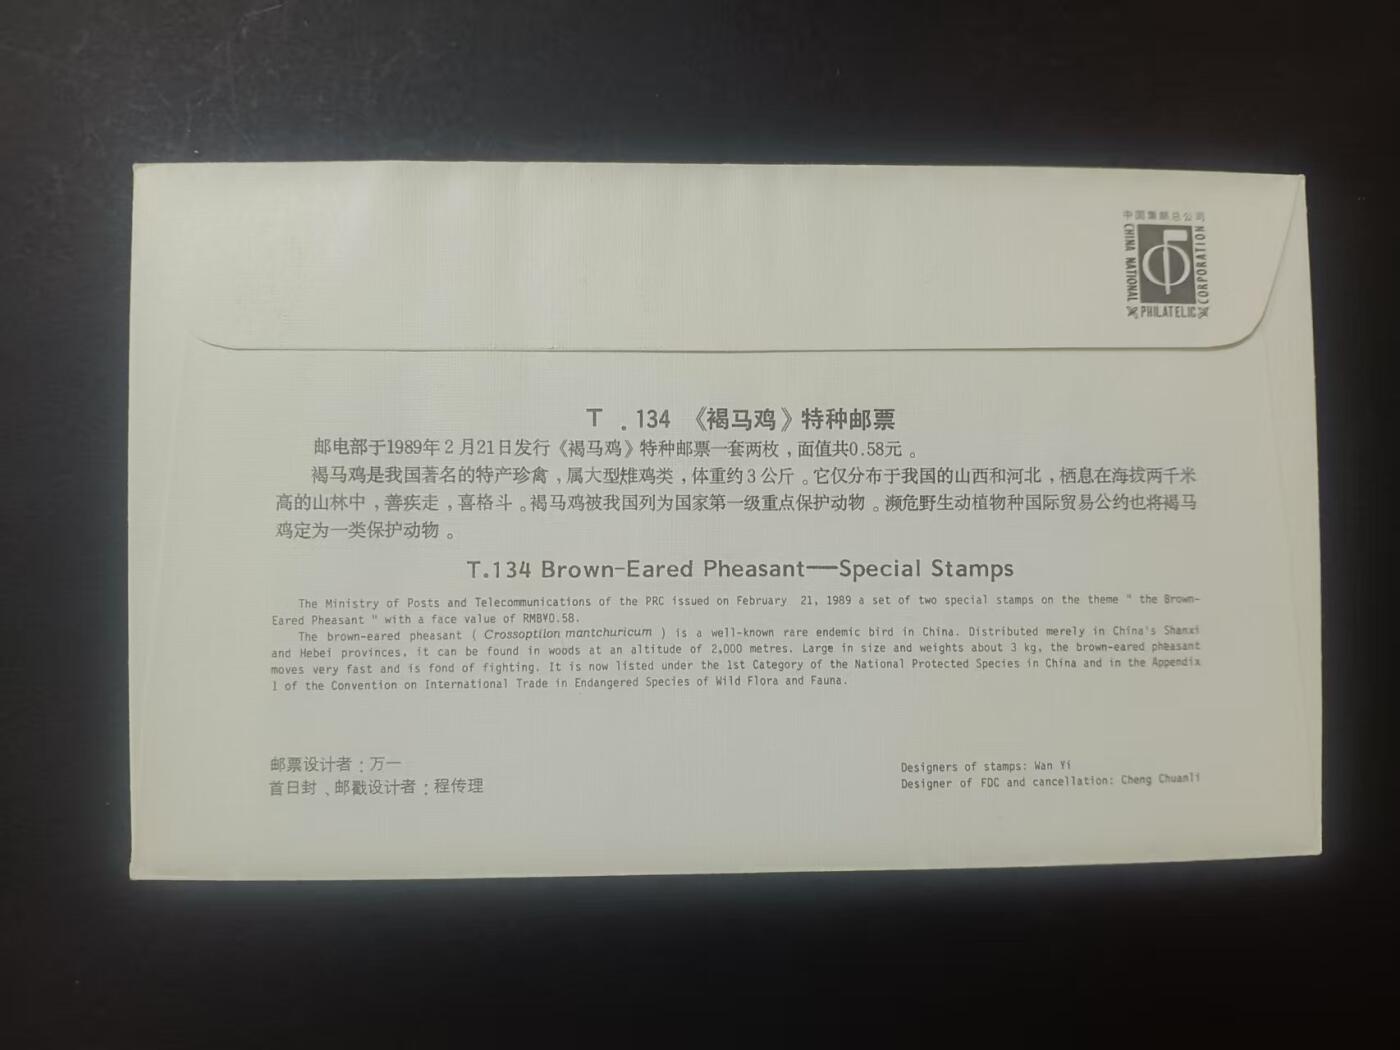 中国集邮总公司
CHINA NATIONAL
PHILATELIC
CORPORATION
T.134 《褐马鸡》特种邮票
邮电部于1989年2月21日发行《褐马鸡》特种邮票一套两枚,面值共0.58元。
褐马鸡是我国著名的特产珍禽,属大型雉鸡类,体重约3公斤。它仅分布于我国的山西和河北,栖息在海拔两千米
高的山林中,善疾走,喜格斗。褐马鸡被我国列为国家第一级重点保护动物。濒危野生动植物种国际贸易公约也将褐马
鸡定为一类保护动物。
T.134 Brown-Eared Pheasant—Special Stamps
The Ministry of Posts and Telecommunications of the PRC issued on February 21, 1989 a set of two special stamps on the theme " the Brown-
Eared Pheasant " with a face value of RMB¥0.58.
The brown-eared pheasant ( Crossoptilon mantchuricum ) is a well-known rare endemic bird in China. Distributed merely in China's Shanxi
and Hebei provinces, it can be found in woods at an altitude of 2,000 metres. Large in size and weights about 3 kg, the brown-eared pheasant
moves very fast and is fond of fighting. It is now listed under the 1st Category of the National Protected Species in China and in the Appendix
1 of the Convention on International Trade in Endangered Species of Wild Flora and Fauna.
邮票设计者:万一
首日封、邮戳设计者:程传理
Designers of stamps: Wan Yi
Designer of FDC and cancellation: Cheng Chuanli